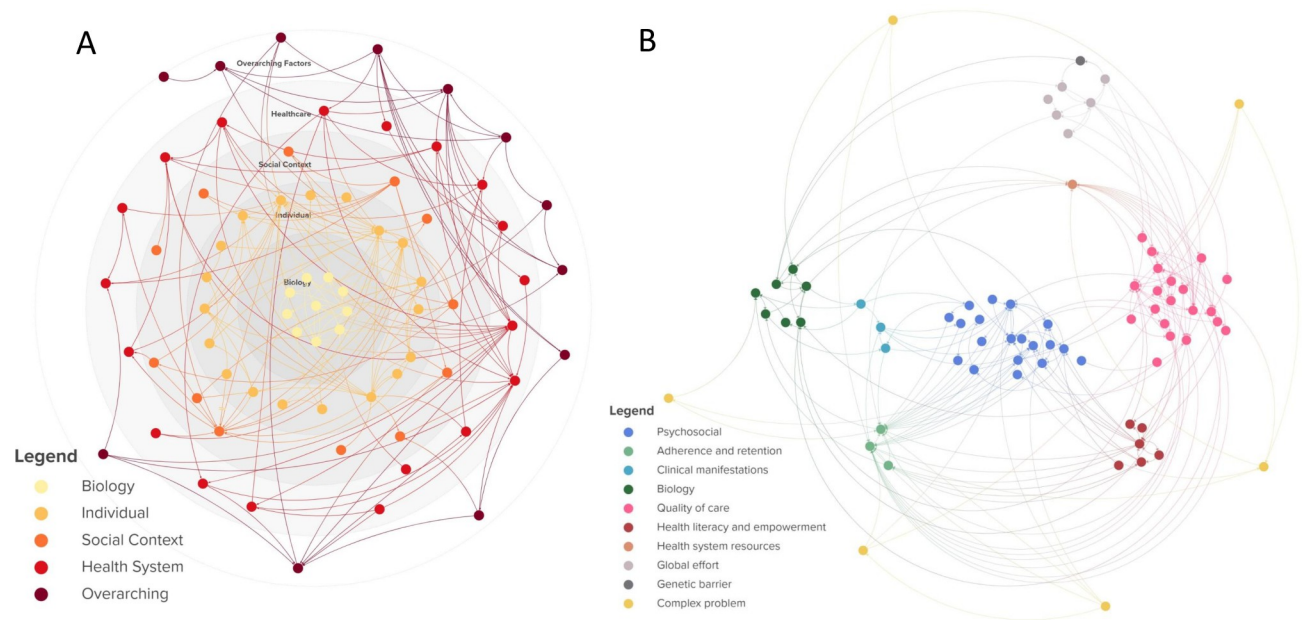 A
Overarching Factors
Healthcare
Social Context
Individual
Biology
Legend
Biology
Individual
Social Context
Health System
Overarching
B
Legend
Psychosocial
Adherence and retention
Clinical manifestations
Biology
Quality of care
Health literacy and empowerment
Health system resources
Global effort
Genetic barrier
Complex problem